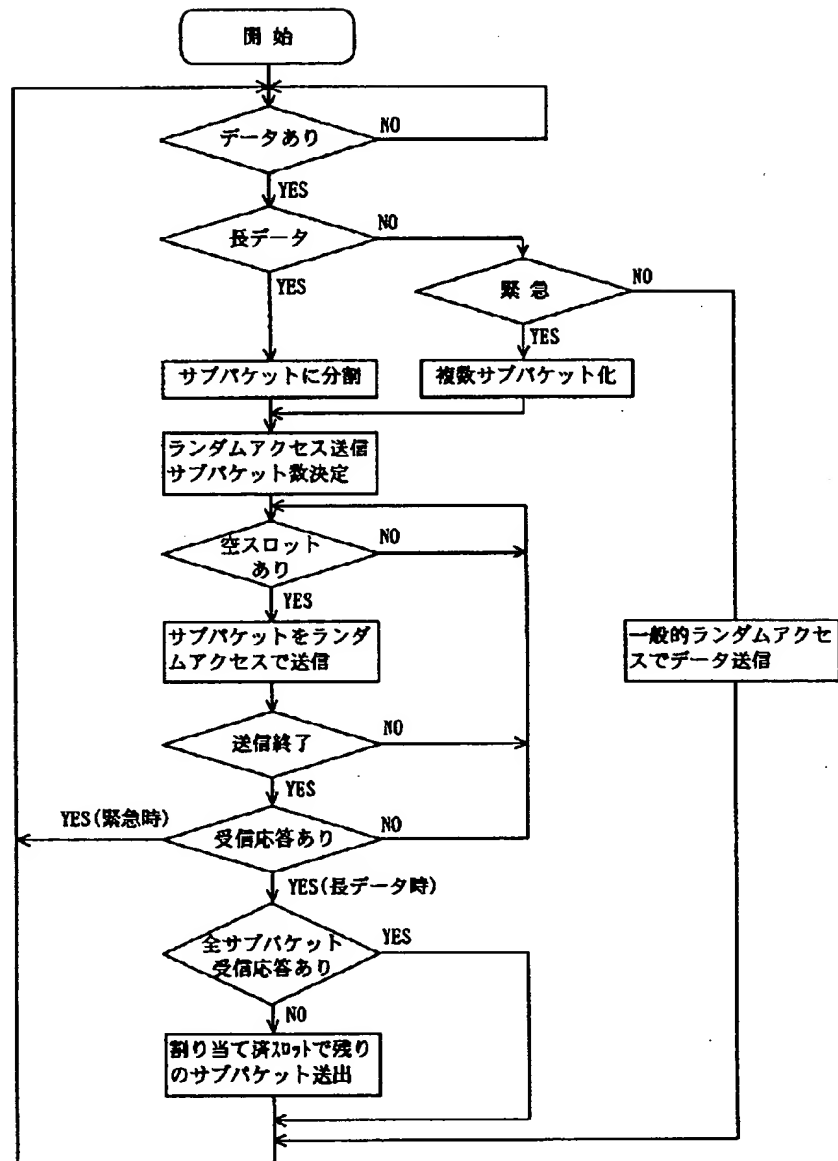 開 始
データあり
NO
YES
長データ
NO
YES
緊 急
NO
YES
サブパケットに分割
複数サブパケット化
ランダムアクセス送信
サブパケット数決定
空スロット
あり
NO
YES
サブパケットをランダ
ムアクセスで送信
一般的ランダムアクセ
スでデータ送信
送信終了
NO
YES
YES(緊急時)
受信応答あり
NO
YES(長データ時)
全サブパケット
受信応答あり
YES
NO
割り当て済スロットで残り
のサブパケット送出